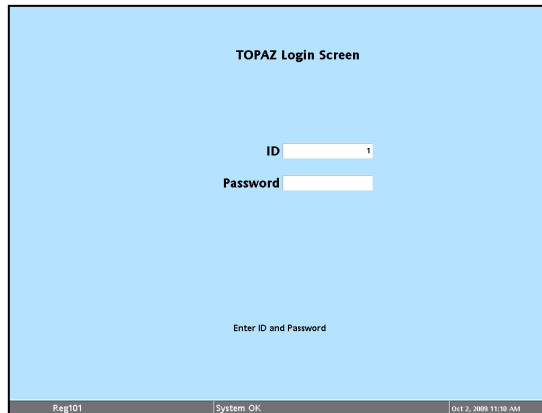 TOPAZ Login Screen
ID 1
Password
Enter ID and Password
Reg101 System OK Oct 2, 2009 11:10 AM